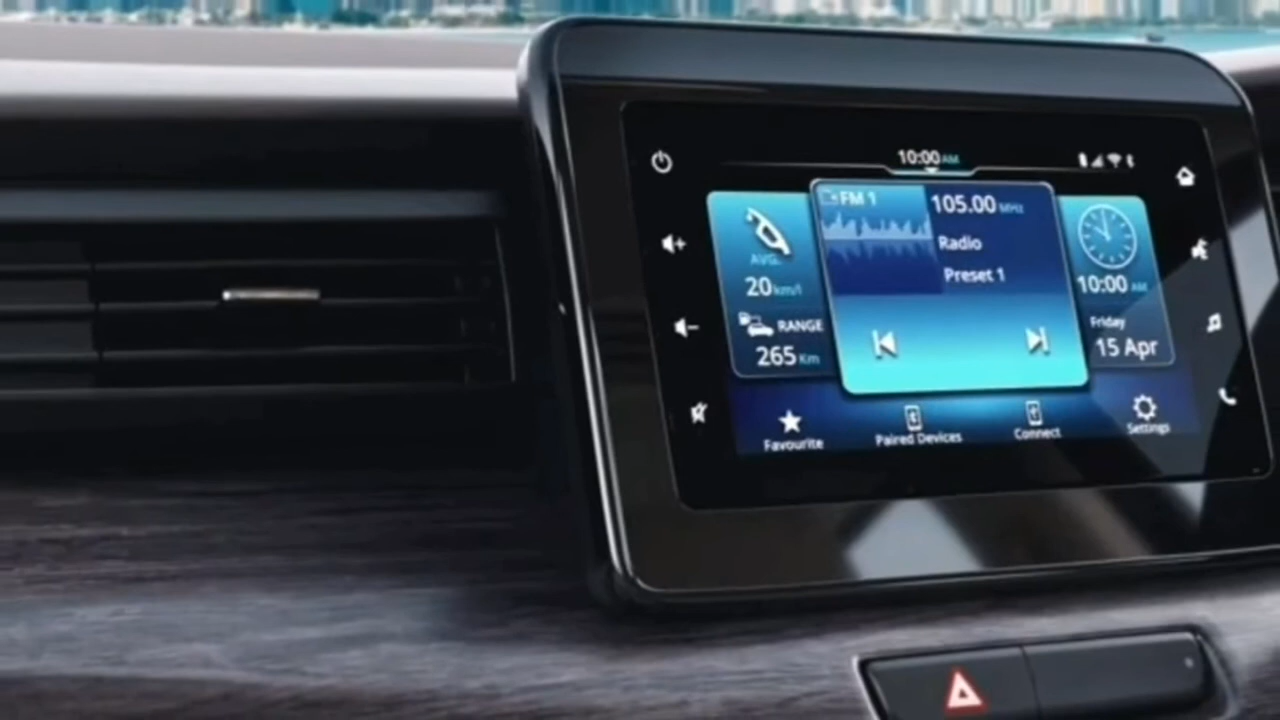 10:00 AM
FM 1
105.00 MHz
Radio
Preset 1
AVG.
20 km/l
RANGE
265 Km
10:00 AM
Friday
15 Apr
Favourite
Paired Devices
Connect
Settings